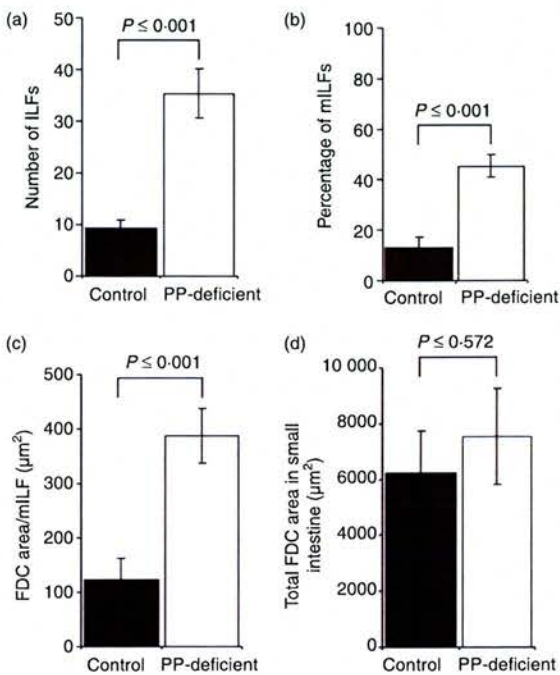 (a)
Number of ILFs
50
40
30
20
10
0
P ≤ 0·001
Control
PP-deficient
(b)
Percentage of mILFs
100
80
60
40
20
0
P ≤ 0·001
Control
PP-deficient
(c)
FDC area/mILF (µm²)
500
400
300
200
100
0
P ≤ 0·001
Control
PP-deficient
(d)
Total FDC area in small
intestine (µm²)
10 000
8000
6000
4000
2000
0
P ≤ 0·572
Control
PP-deficient